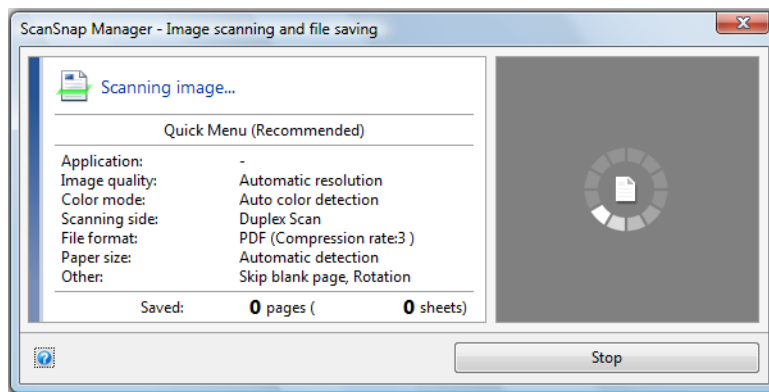 ScanSnap Manager - Image scanning and file saving
Scanning image...
Quick Menu (Recommended)
Application: -
Image quality: Automatic resolution
Color mode: Auto color detection
Scanning side: Duplex Scan
File format: PDF (Compression rate:3 )
Paper size: Automatic detection
Other: Skip blank page, Rotation
Saved: 0 pages ( 0 sheets)
? Stop